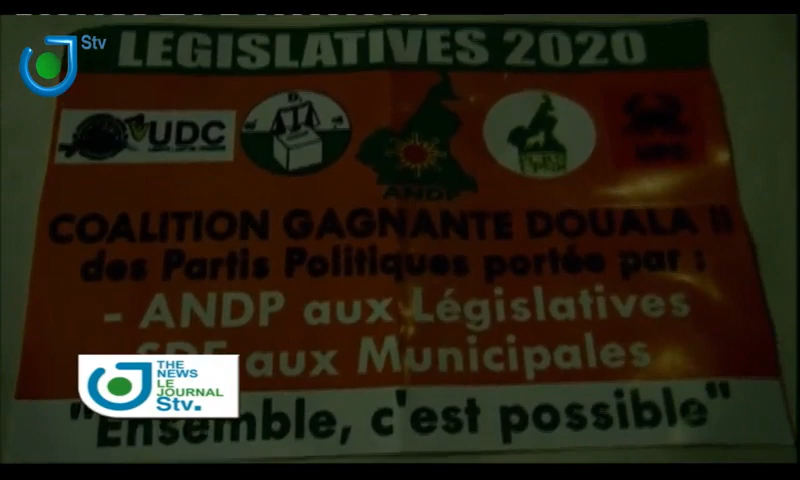 Stv
LEGISLATIVES 2020
UDC
ANDP
COALITION GAGNANTE DOUALA II
des Partis Politiques portée par :
- ANDP aux Législatives
SDF aux Municipales
THE
NEWS
LE
JOURNAL
Stv.
"Ensemble, c'est possible"